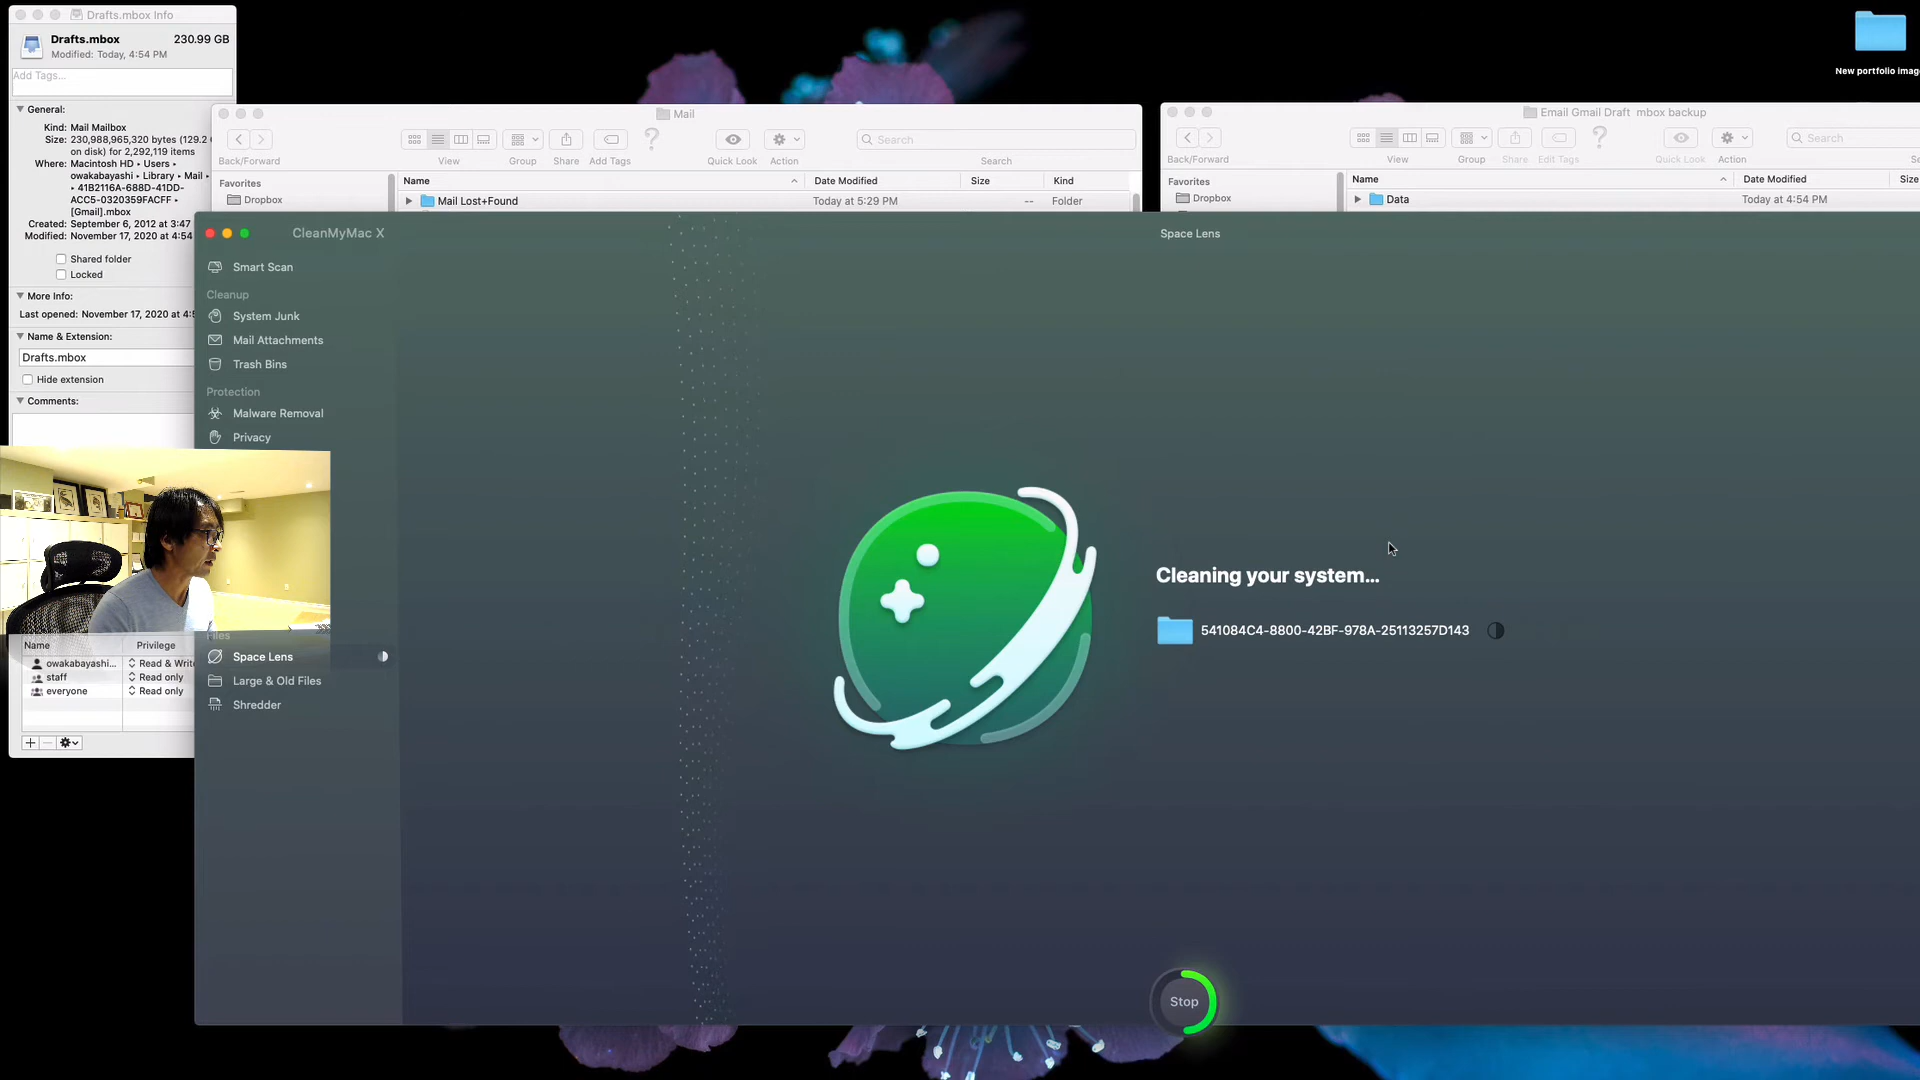 Drafts.mbox Info
Drafts.mbox 230.99 GB
Modified: Today, 4:54 PM
Add Tags...
General:
Kind: Mail Mailbox
Size: 230,988,965,320 bytes (129.2
on disk) for 2,292,119 items
Where: Macintosh HD ▸ Users ▸
owakabayashi ▸ Library ▸ Mail ▸
▸ 41B2116A-688D-41DD-
ACC5-0320359FACFF ▸
[Gmail].mbox
Created: September 6, 2012 at 3:47
Modified: November 17, 2020 at 4:54
Shared folder
Locked
More Info:
Last opened: November 17, 2020 at 4:5
Name & Extension:
Drafts.mbox
Hide extension
Comments:
Name Privilege
owakabayashi... Read & Write
staff Read only
everyone Read only
Mail
Back/Forward View Group Share Add Tags Quick Look Action Search
Search
Favorites
Dropbox
Name Date Modified Size Kind
Mail Lost+Found Today at 5:29 PM -- Folder
Email Gmail Draft mbox backup
Search
Back/Forward View Group Share Edit Tags Quick Look Action
Favorites
Dropbox
Name Date Modified Size
Data Today at 4:54 PM
New portfolio imag
CleanMyMac X
Space Lens
Smart Scan
Cleanup
System Junk
Mail Attachments
Trash Bins
Protection
Malware Removal
Privacy
Files
Space Lens
Large & Old Files
Shredder
Cleaning your system...
541084C4-8800-42BF-978A-25113257D143
Stop